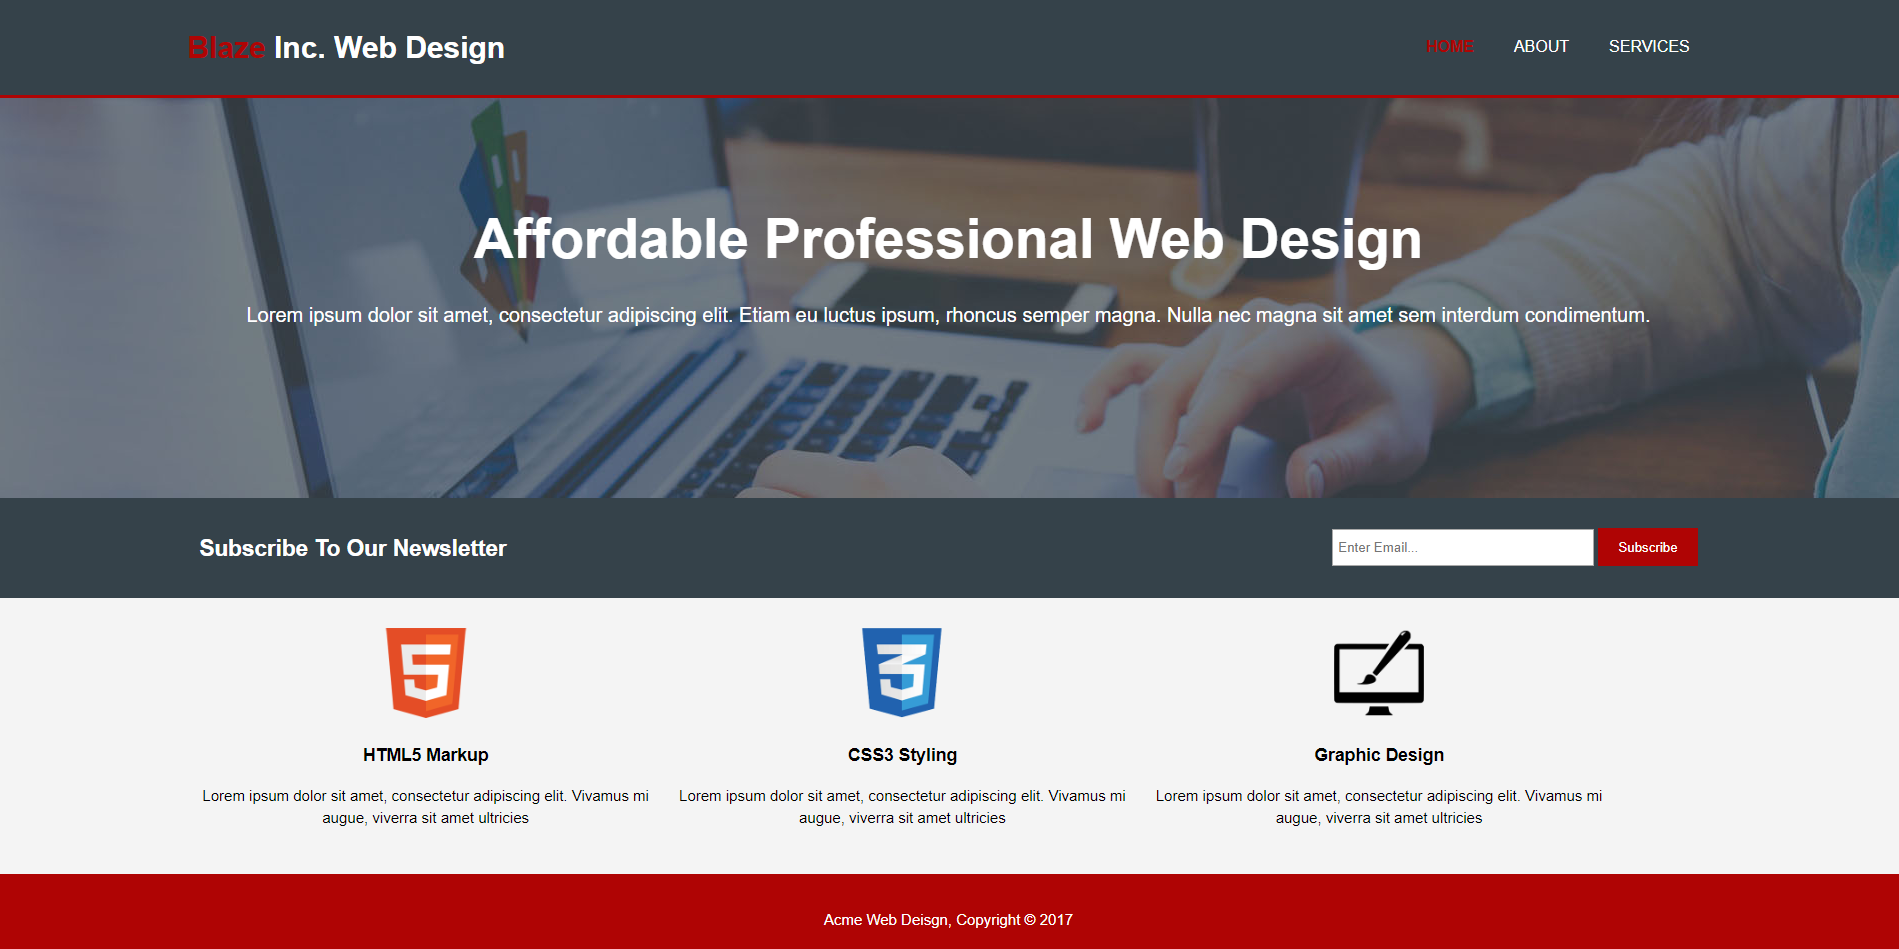 Blaze Inc. Web Design
HOME ABOUT SERVICES
Affordable Professional Web Design
Lorem ipsum dolor sit amet, consectetur adipiscing elit. Etiam eu luctus ipsum, rhoncus semper magna. Nulla nec magna sit amet sem interdum condimentum.
Subscribe To Our Newsletter
Enter Email...
Subscribe
HTML5 Markup
Lorem ipsum dolor sit amet, consectetur adipiscing elit. Vivamus mi
augue, viverra sit amet ultricies
CSS3 Styling
Lorem ipsum dolor sit amet, consectetur adipiscing elit. Vivamus mi
augue, viverra sit amet ultricies
Graphic Design
Lorem ipsum dolor sit amet, consectetur adipiscing elit. Vivamus mi
augue, viverra sit amet ultricies
Acme Web Deisgn, Copyright © 2017